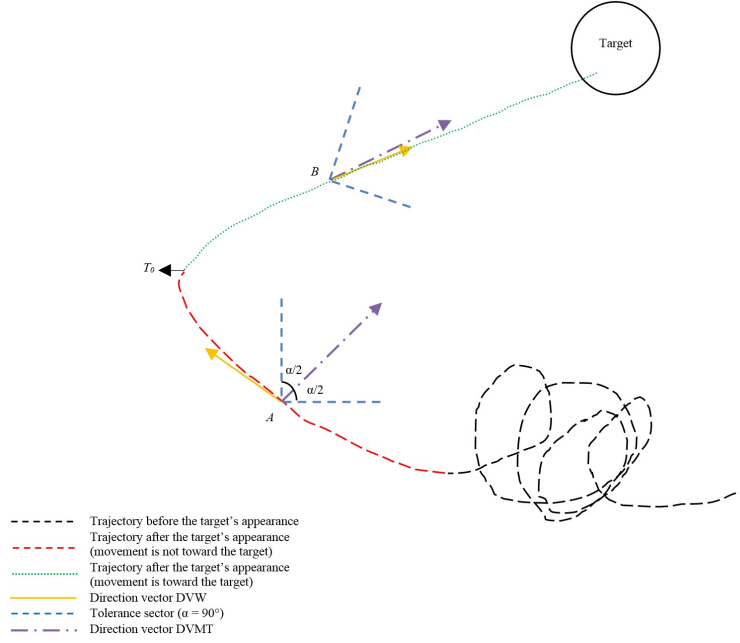 Target
B
T₀
α/2
α/2
A
Trajectory before the target’s appearance
Trajectory after the target’s appearance
(movement is not toward the target)
Trajectory after the target’s appearance
(movement is toward the target)
Direction vector DVW
Tolerance sector (α = 90°)
Direction vector DVMT